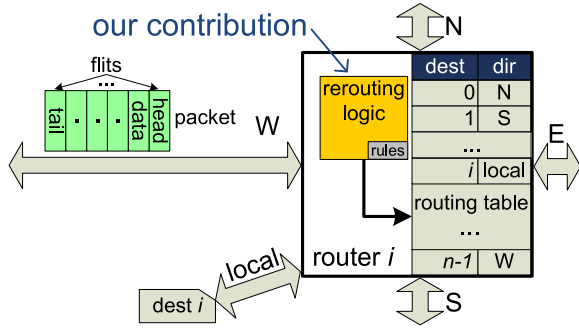 our contribution
N
flits
...
tail
.
.
.
data
head
packet
W
rerouting
logic
rules
dest dir
0 N
1 S
...
i local
routing table
...
n-1 W
E
router i
local
dest i
S